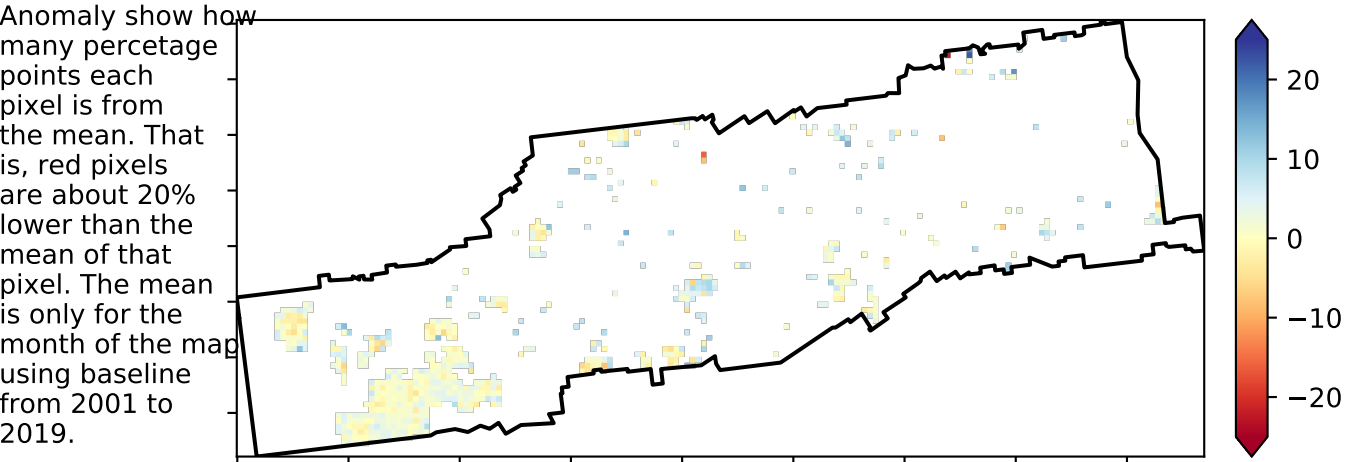 Anomaly show how
many percetage
points each
pixel is from
the mean. That
is, red pixels
are about 20%
lower than the
mean of that
pixel. The mean
is only for the
month of the map
using baseline
from 2001 to
2019.
20
10
0
−10
−20